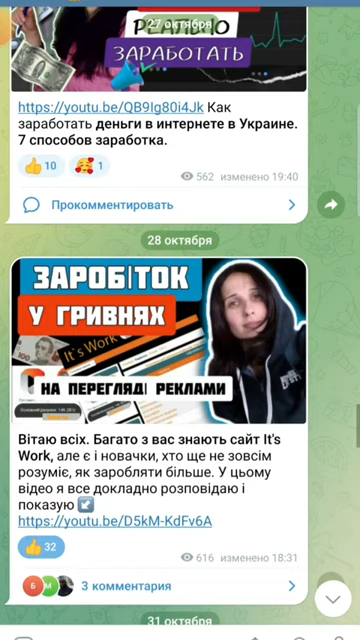 27 октября
РЕАЛЬНО
ЗАРАБОТАТЬ
https://youtu.be/QB9Ig80i4Jk Как
заработать деньги в интернете в Украине.
7 способов заработка.
👍 10 🥰 1
562 изменено 19:40
Прокомментировать
28 октября
ЗАРОБІТОК
У ГРИВНЯХ
It`s Work
НА ПЕРЕГЛЯДІ РЕКЛАМИ
Вітаю всіх. Багато з вас знають сайт It's
Work, але є і новачки, хто ще не зовсім
розуміє, як заробляти більше. У цьому
відео я все докладно розповідаю і
показую ↙️
https://youtu.be/D5kM-KdFv6A
👍 32
616 изменено 18:31
Б М 3 комментария
31 октября